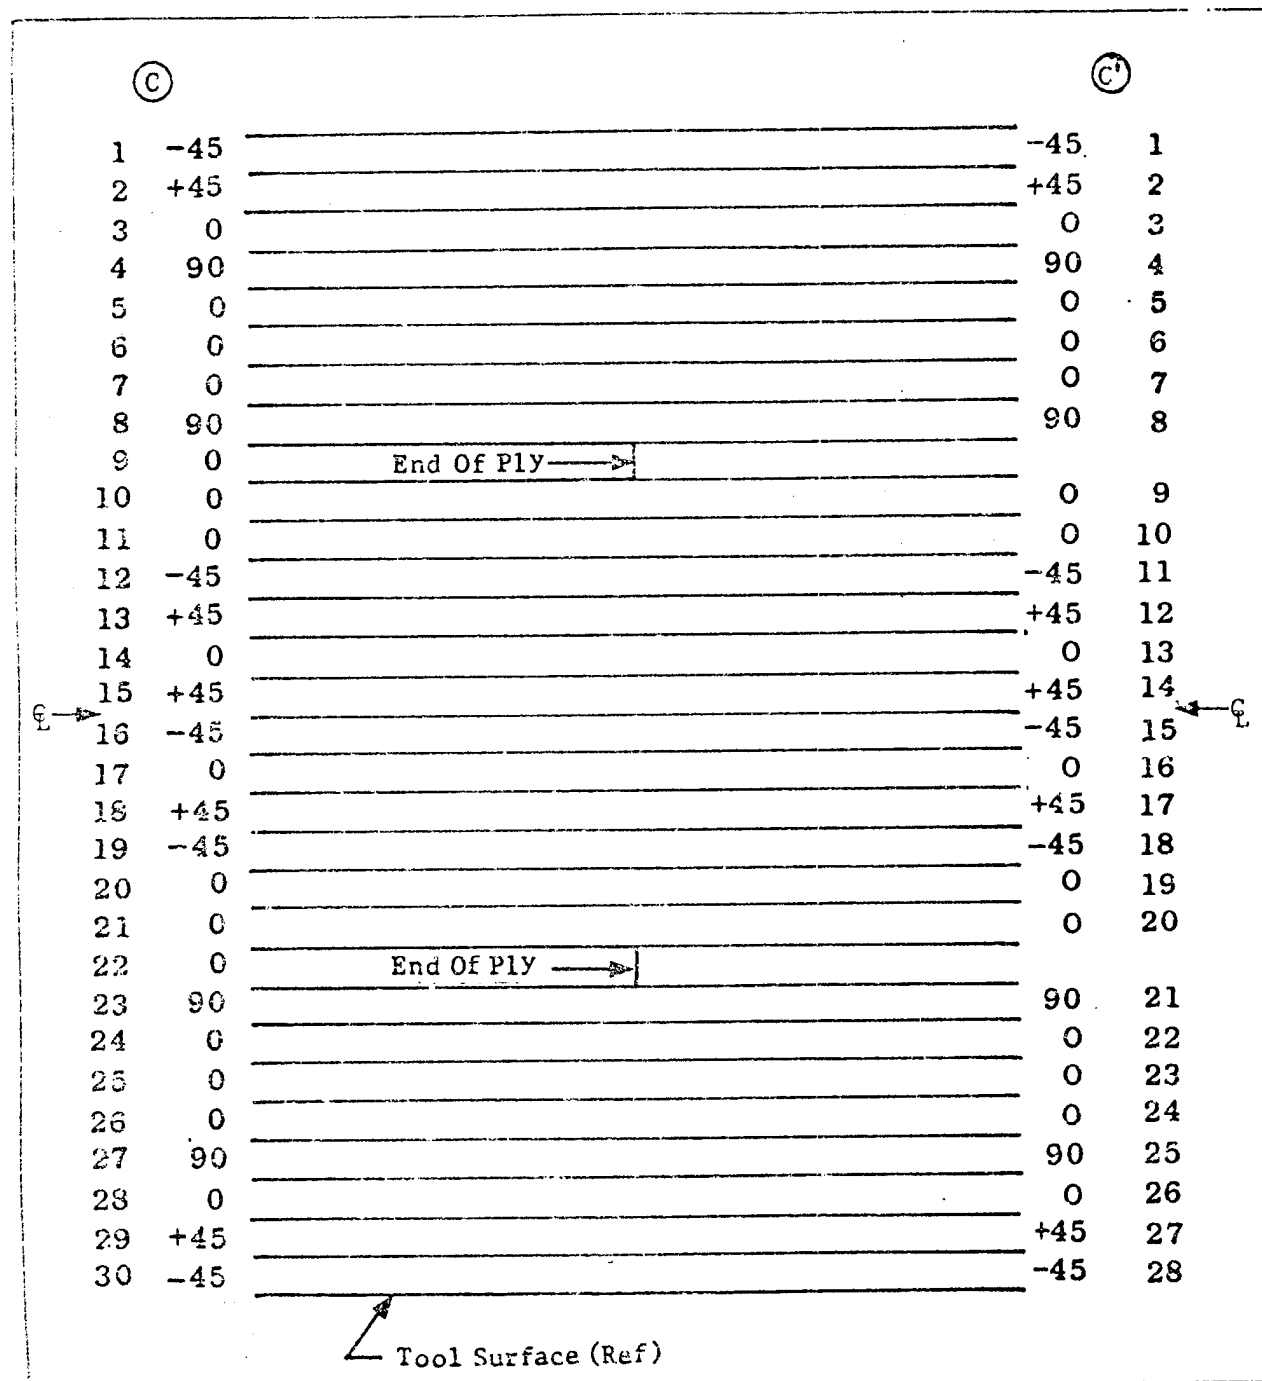 C C'
1 -45 -45 1
2 +45 +45 2
3 0 0 3
4 90 90 4
5 0 0 5
6 0 0 6
7 0 0 7
8 90 90 8
9 0 End Of Ply
10 0 0 9
11 0 0 10
12 -45 -45 11
13 +45 +45 12
14 0 0 13
15 +45 +45 14
℄ ℄
16 -45 -45 15
17 0 0 16
18 +45 +45 17
19 -45 -45 18
20 0 0 19
21 0 0 20
22 0 End Of Ply
23 90 90 21
24 0 0 22
25 0 0 23
26 0 0 24
27 90 90 25
28 0 0 26
29 +45 +45 27
30 -45 -45 28
Tool Surface (Ref)